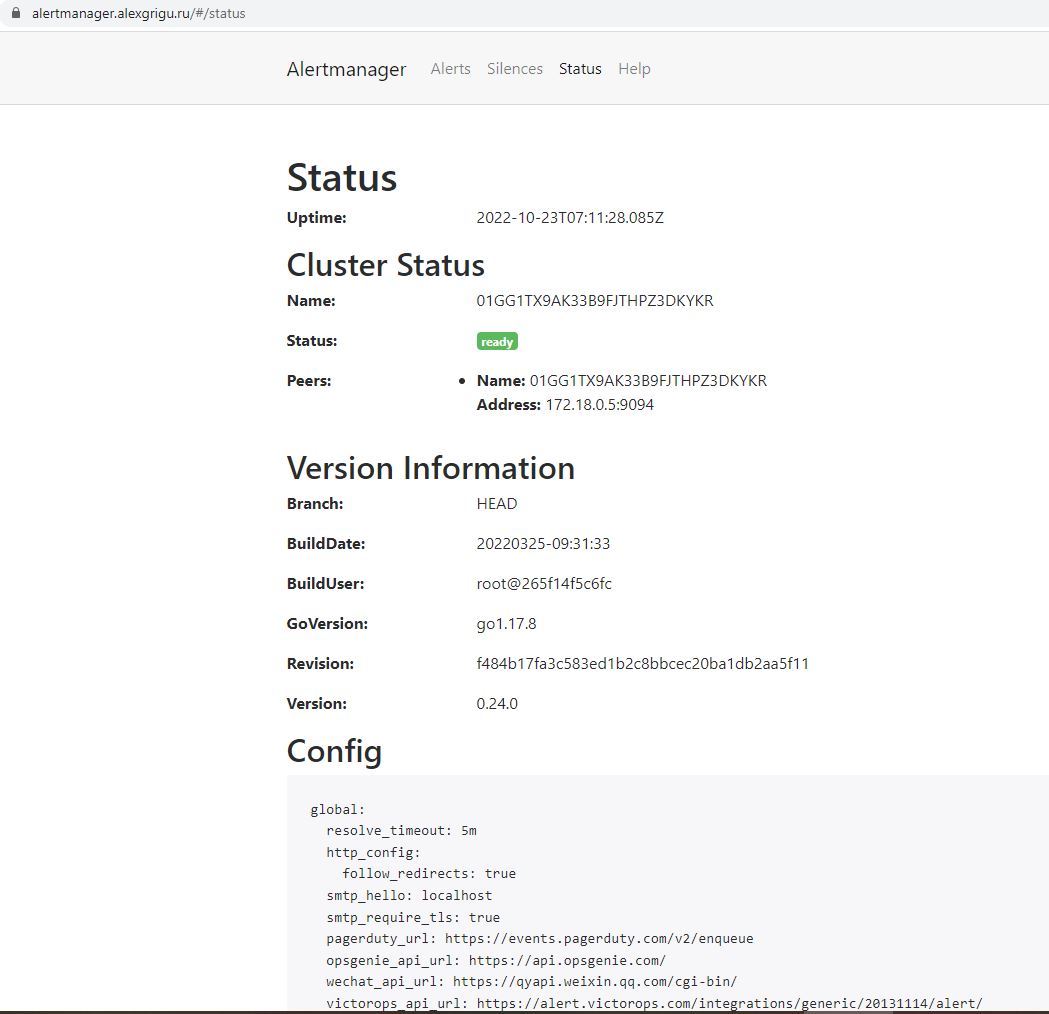 alertmanager.alexgrigu.ru/#/status
Alertmanager Alerts Silences Status Help
Status
Uptime: 2022-10-23T07:11:28.085Z
Cluster Status
Name: 01GG1TX9AK33B9FJTHPZ3DKYKR
Status: ready
Peers: • Name: 01GG1TX9AK33B9FJTHPZ3DKYKR
Address: 172.18.0.5:9094
Version Information
Branch: HEAD
BuildDate: 20220325-09:31:33
BuildUser: root@265f14f5c6fc
GoVersion: go1.17.8
Revision: f484b17fa3c583ed1b2c8bbcec20ba1db2aa5f11
Version: 0.24.0
Config
global:
  resolve_timeout: 5m
  http_config:
    follow_redirects: true
  smtp_hello: localhost
  smtp_require_tls: true
  pagerduty_url: https://events.pagerduty.com/v2/enqueue
  opsgenie_api_url: https://api.opsgenie.com/
  wechat_api_url: https://qyapi.weixin.qq.com/cgi-bin/
  victorops_api_url: https://alert.victorops.com/integrations/generic/20131114/alert/